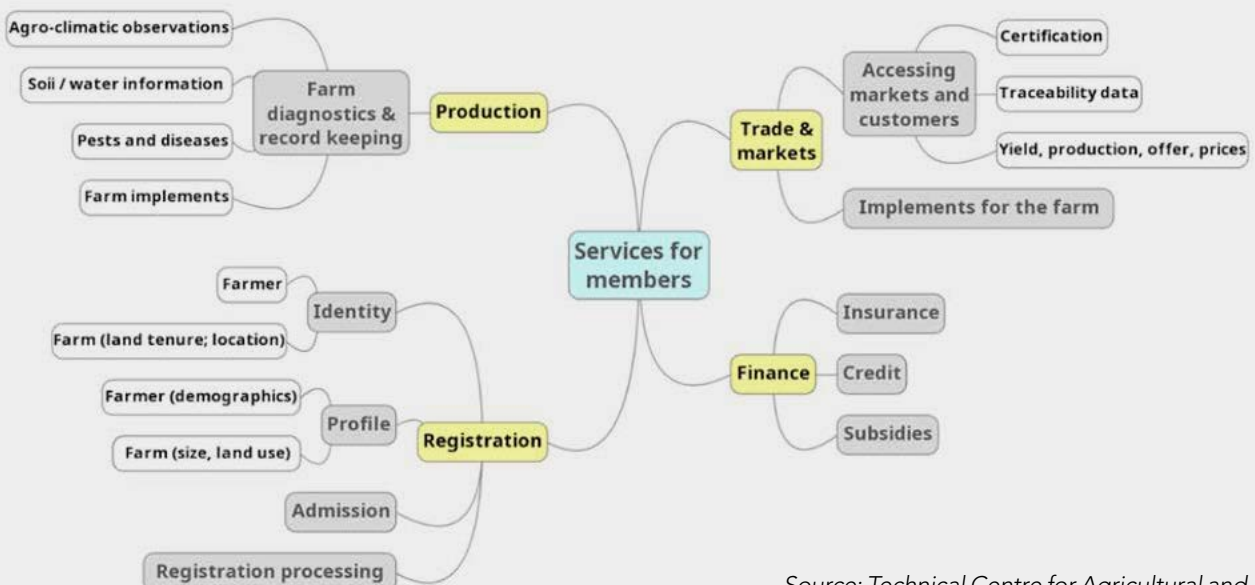 Agro-climatic observations
Soii / water information
Pests and diseases
Farm implements
Farm
diagnostics &
record keeping
Production
Farmer
Farm (land tenure; location)
Identity
Farmer (demographics)
Farm (size, land use)
Profile
Admission
Registration processing
Registration
Services for
members
Trade &
markets
Accessing
markets and
customers
Certification
Traceability data
Yield, production, offer, prices
Implements for the farm
Finance
Insurance
Credit
Subsidies
Source: Technical Centre for Agricultural and